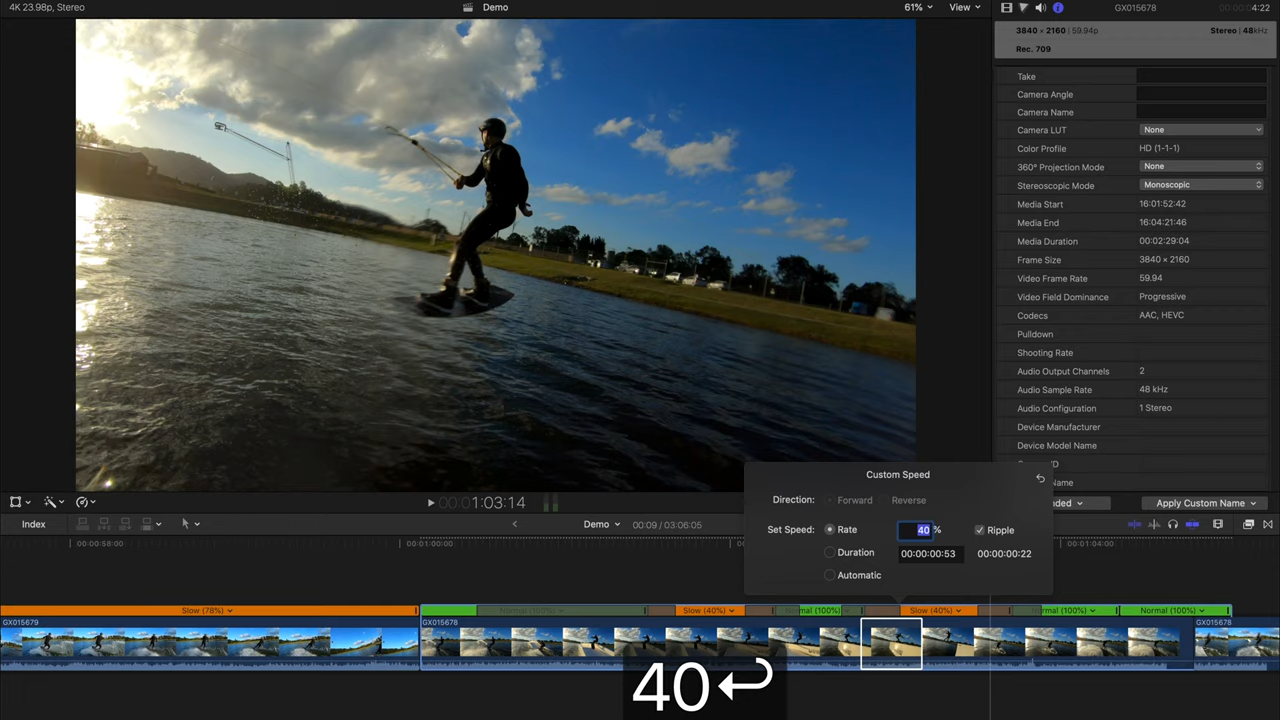 4K 23.98p, Stereo
Demo
61%
View
GX015678
00:00:04:22
3840 × 2160 | 59.94p
Stereo | 48kHz
Rec. 709
Take
Camera Angle
Camera Name
Camera LUT
None
Color Profile
HD (1-1-1)
360° Projection Mode
None
Stereoscopic Mode
Monoscopic
Media Start
16:01:52:42
Media End
16:04:21:46
Media Duration
00:02:29:04
Frame Size
3840 × 2160
Video Frame Rate
59.94
Video Field Dominance
Progressive
Codecs
AAC, HEVC
Pulldown
Shooting Rate
Audio Output Channels
2
Audio Sample Rate
48 kHz
Audio Configuration
1 Stereo
Device Manufacturer
Device Model Name
Apply Custom Name
00:00:1:03:14
Custom Speed
Direction:
Forward
Reverse
Set Speed:
Rate
40 %
Ripple
Duration
00:00:00:53
00:00:00:22
Automatic
Index
Demo
00:09 / 03:06:05
00:00:58:00
00:01:00:00
00:01:04:00
Slow (78%)
Normal (100%)
Slow (40%)
Normal (100%)
Slow (40%)
Normal (100%)
Normal (100%)
GX015679
GX015678
GX015678
40↩